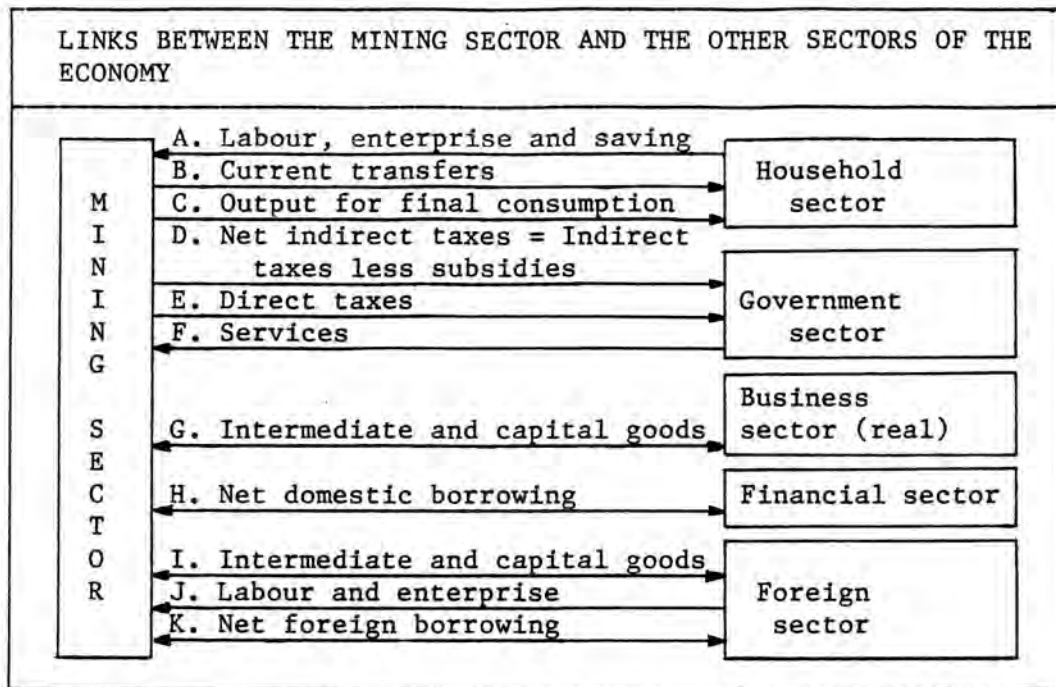 LINKS BETWEEN THE MINING SECTOR AND THE OTHER SECTORS OF THE
ECONOMY
MINING SECTOR
A. Labour, enterprise and saving
B. Current transfers
C. Output for final consumption
Household
sector
D. Net indirect taxes = Indirect
taxes less subsidies
E. Direct taxes
F. Services
Government
sector
G. Intermediate and capital goods
Business
sector (real)
H. Net domestic borrowing
Financial sector
I. Intermediate and capital goods
J. Labour and enterprise
K. Net foreign borrowing
Foreign
sector